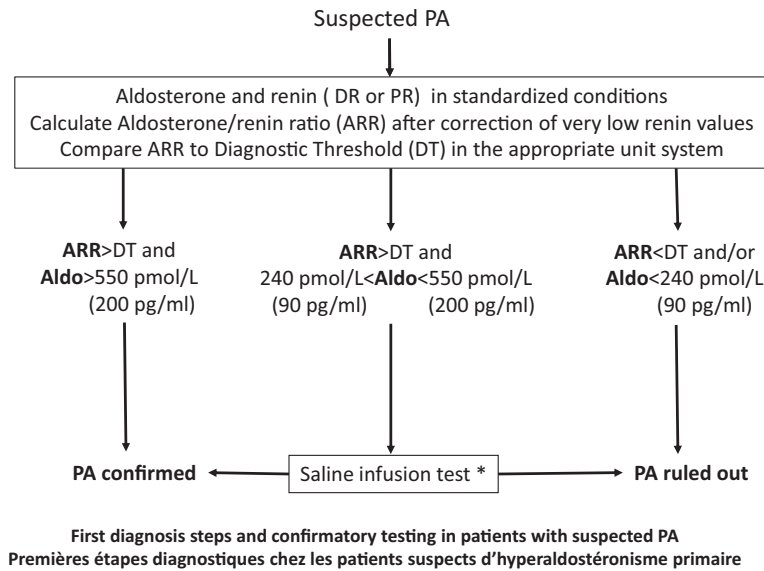 Suspected PA
Aldosterone and renin ( DR or PR) in standardized conditions
Calculate Aldosterone/renin ratio (ARR) after correction of very low renin values
Compare ARR to Diagnostic Threshold (DT) in the appropriate unit system
ARR>DT and
Aldo>550 pmol/L
(200 pg/ml)
ARR>DT and
240 pmol/L<Aldo<550 pmol/L
(90 pg/ml) (200 pg/ml)
ARR<DT and/or
Aldo<240 pmol/L
(90 pg/ml)
PA confirmed
Saline infusion test *
PA ruled out
First diagnosis steps and confirmatory testing in patients with suspected PA
Premières étapes diagnostiques chez les patients suspects d’hyperaldostéronisme primaire